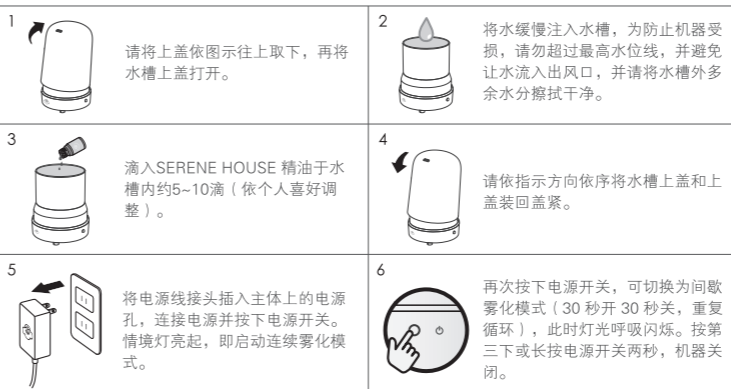 1
请将上盖依图示往上取下，再将
水槽上盖打开。
2
将水缓慢注入水槽，为防止机器受
损，请勿超过最高水位线，并避免
让水流入出风口，并请将水槽外多
余水分擦拭干净。
3
滴入SERENE HOUSE 精油于水
槽内约5~10滴（依个人喜好调
整）。
4
请依指示方向依序将水槽上盖和上
盖装回盖紧。
5
将电源线接头插入主体上的电源
孔，连接电源并按下电源开关。
情境灯亮起，即启动连续雾化模
式。
6
再次按下电源开关，可切换为间歇
雾化模式（30 秒开 30 秒关，重复
循环），此时灯光呼吸闪烁。按第
三下或长按电源开关两秒，机器关
闭。